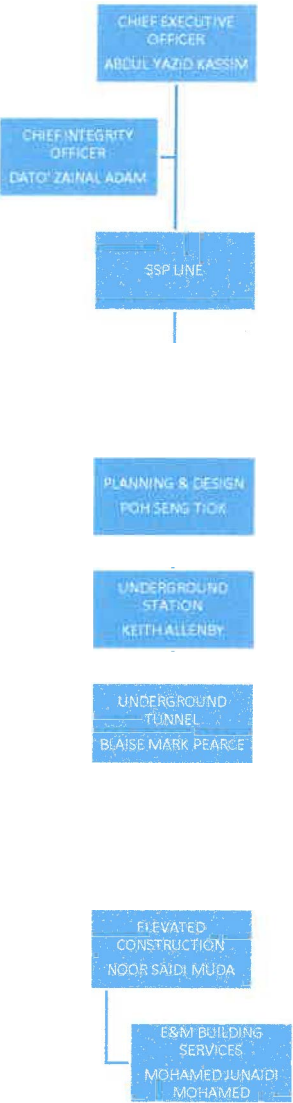 CHIEF EXECUTIVE
OFFICER
ABDUL YAZID KASSIM
CHIEF INTEGRITY
OFFICER
DATO' ZAINAL ADAM
SSP LINE
PLANNING & DESIGN
POH SENG TIOK
UNDERGROUND
STATION
KEITH ALLENBY
UNDERGROUND
TUNNEL
BLAISE MARK PEARCE
ELEVATED
CONSTRUCTION
NOOR SAIDI MUDA
E&M BUILDING
SERVICES
MOHAMED JUNAIDI
MOHAMED